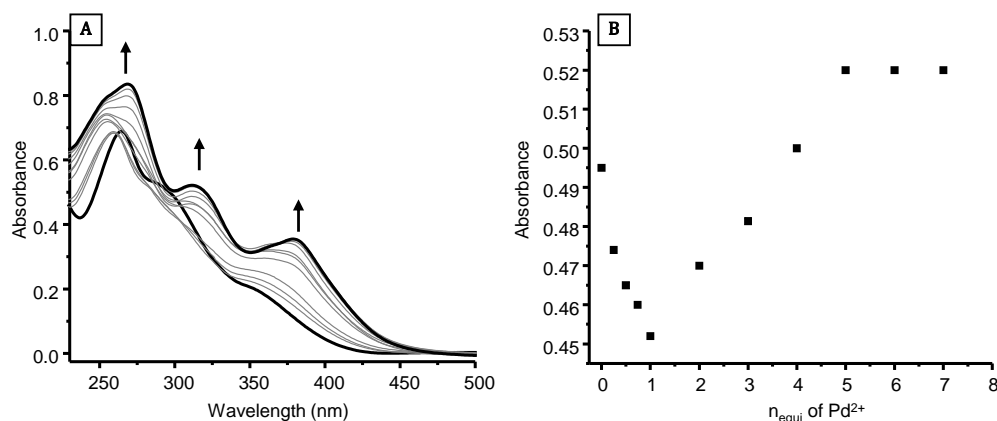 A
1.0
0.8
0.6
0.4
0.2
0.0
Absorbance
250 300 350 400 450 500
Wavelength (nm)
B
0.53
0.52
0.51
0.50
0.49
0.48
0.47
0.46
0.45
Absorbance
0 1 2 3 4 5 6 7 8
nequi of Pd²⁺